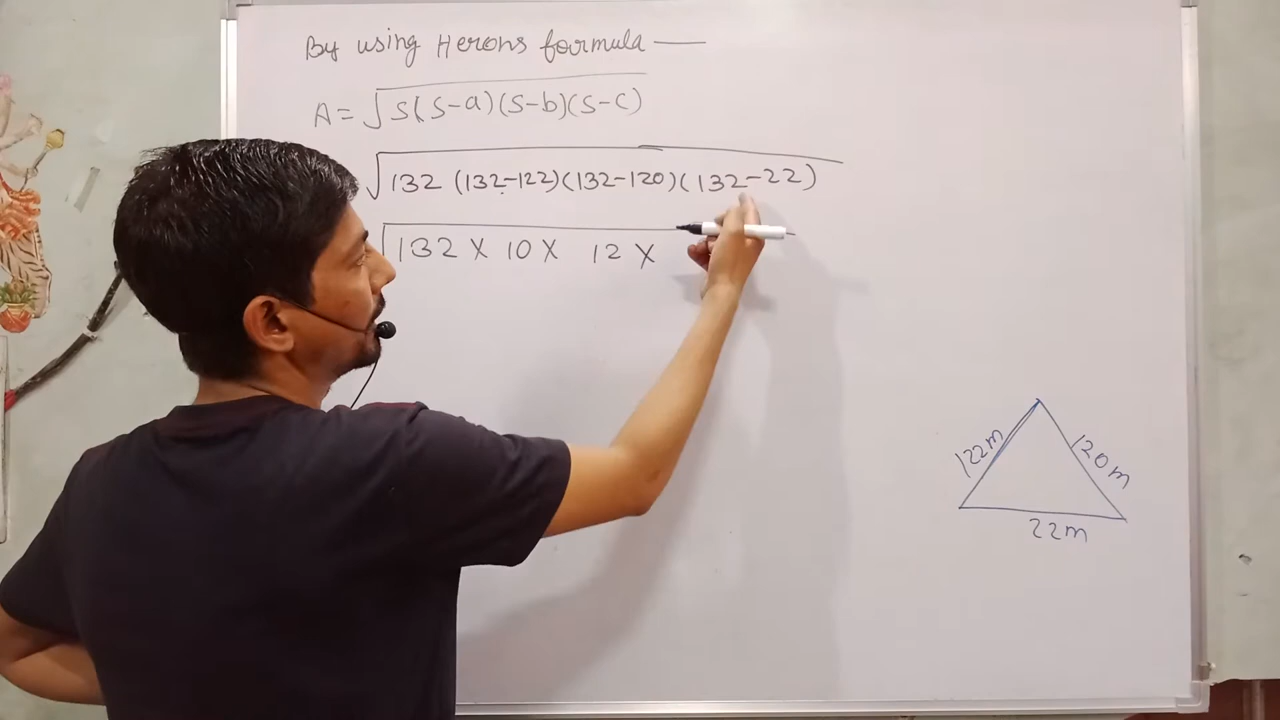 By using Herons formula —
A = √S(S-a)(S-b)(S-c)
√132 (132-122)(132-120)(132-22)
√132 X 10 X 12 X
122m
120m
22m